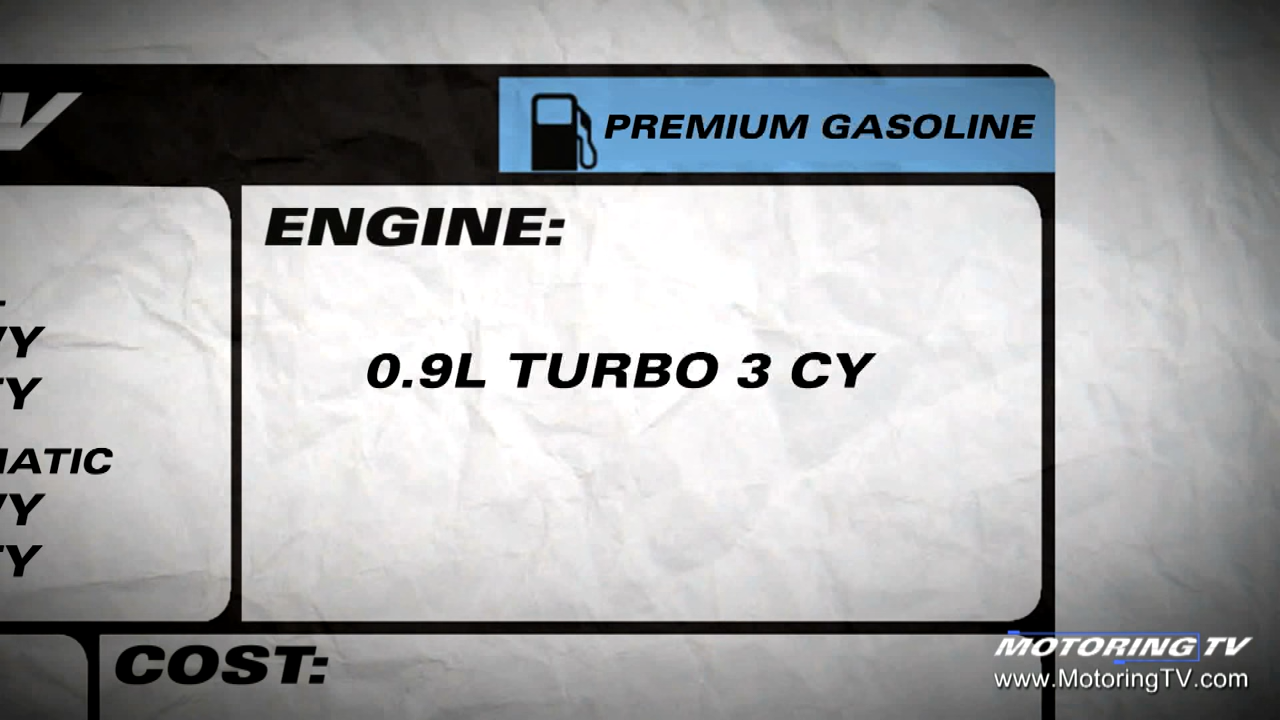 PREMIUM GASOLINE
ENGINE:
0.9L TURBO 3 CY
COST:
MOTORING TV
www.MotoringTV.com